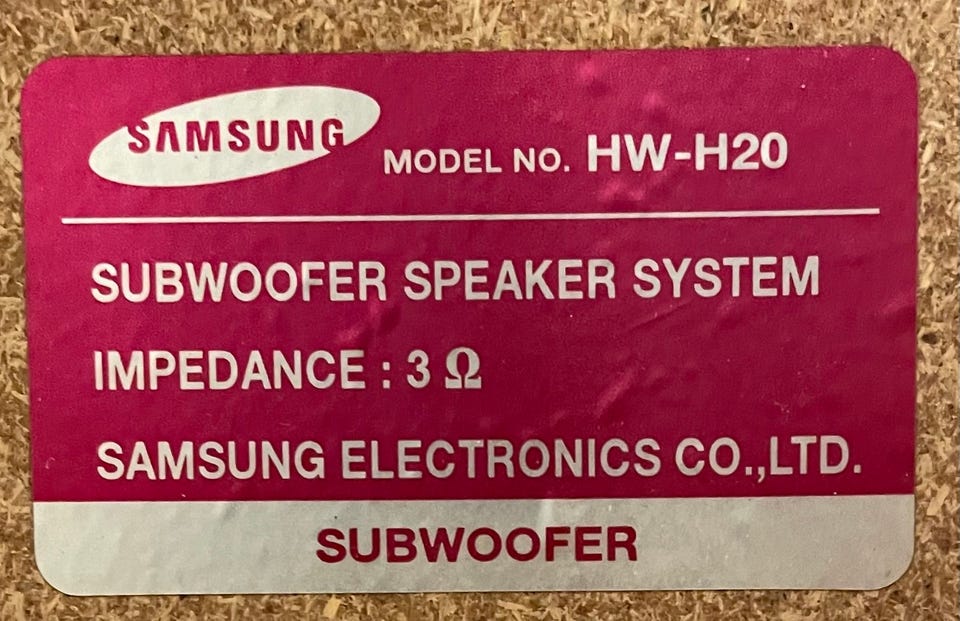 SAMSUNG MODEL NO. HW-H20
SUBWOOFER SPEAKER SYSTEM
IMPEDANCE : 3 Ω
SAMSUNG ELECTRONICS CO.,LTD.
SUBWOOFER